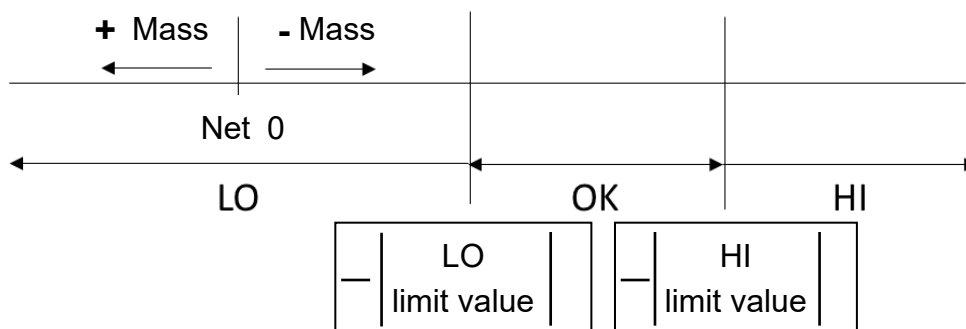 + Mass
- Mass
Net 0
LO
OK
HI
— | LO limit value |
— | HI limit value |